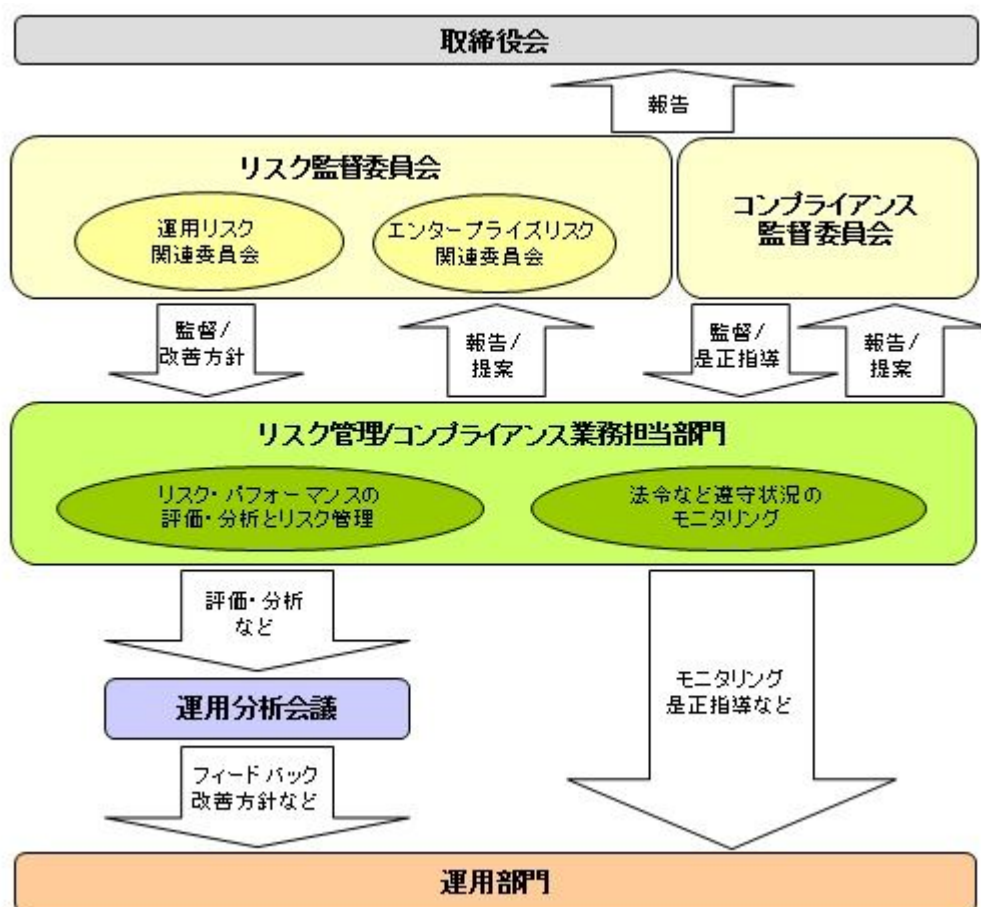 取締役会
報告
リスク監督委員会
運用リスク
関連委員会
エンタープライズリスク
関連委員会
コンプライアンス
監督委員会
監督/
改善方針
報告/
提案
監督/
是正指導
報告/
提案
リスク管理/コンプライアンス業務担当部門
リスク・パフォーマンスの
評価・分析とリスク管理
法令など遵守状況の
モニタリング
評価・分析
など
運用分析会議
モニタリング
是正指導など
フィードバック
改善方針など
運用部門